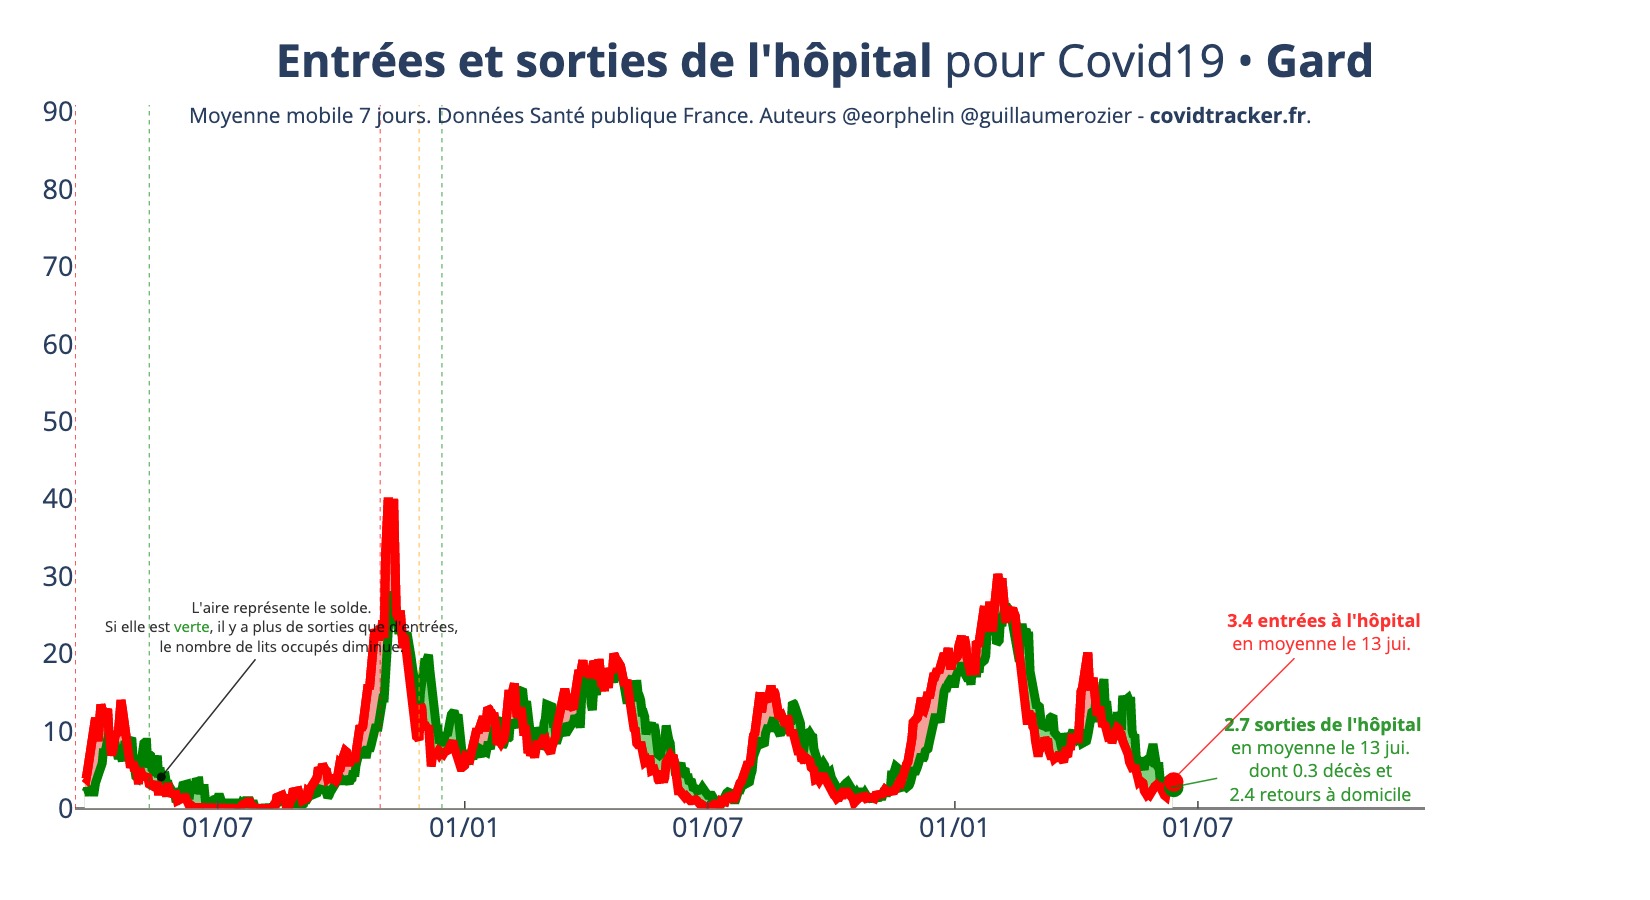 Entrées et sorties de l'hôpital pour Covid19 • Gard
Moyenne mobile 7 jours. Données Santé publique France. Auteurs @eorphelin @guillaumerozier - covidtracker.fr.
90
80
70
60
50
40
30
20
10
0
L'aire représente le solde.
Si elle est verte, il y a plus de sorties que d'entrées,
le nombre de lits occupés diminue.
3.4 entrées à l'hôpital
en moyenne le 13 jui.
2.7 sorties de l'hôpital
en moyenne le 13 jui.
dont 0.3 décès et
2.4 retours à domicile
01/07
01/01
01/07
01/01
01/07